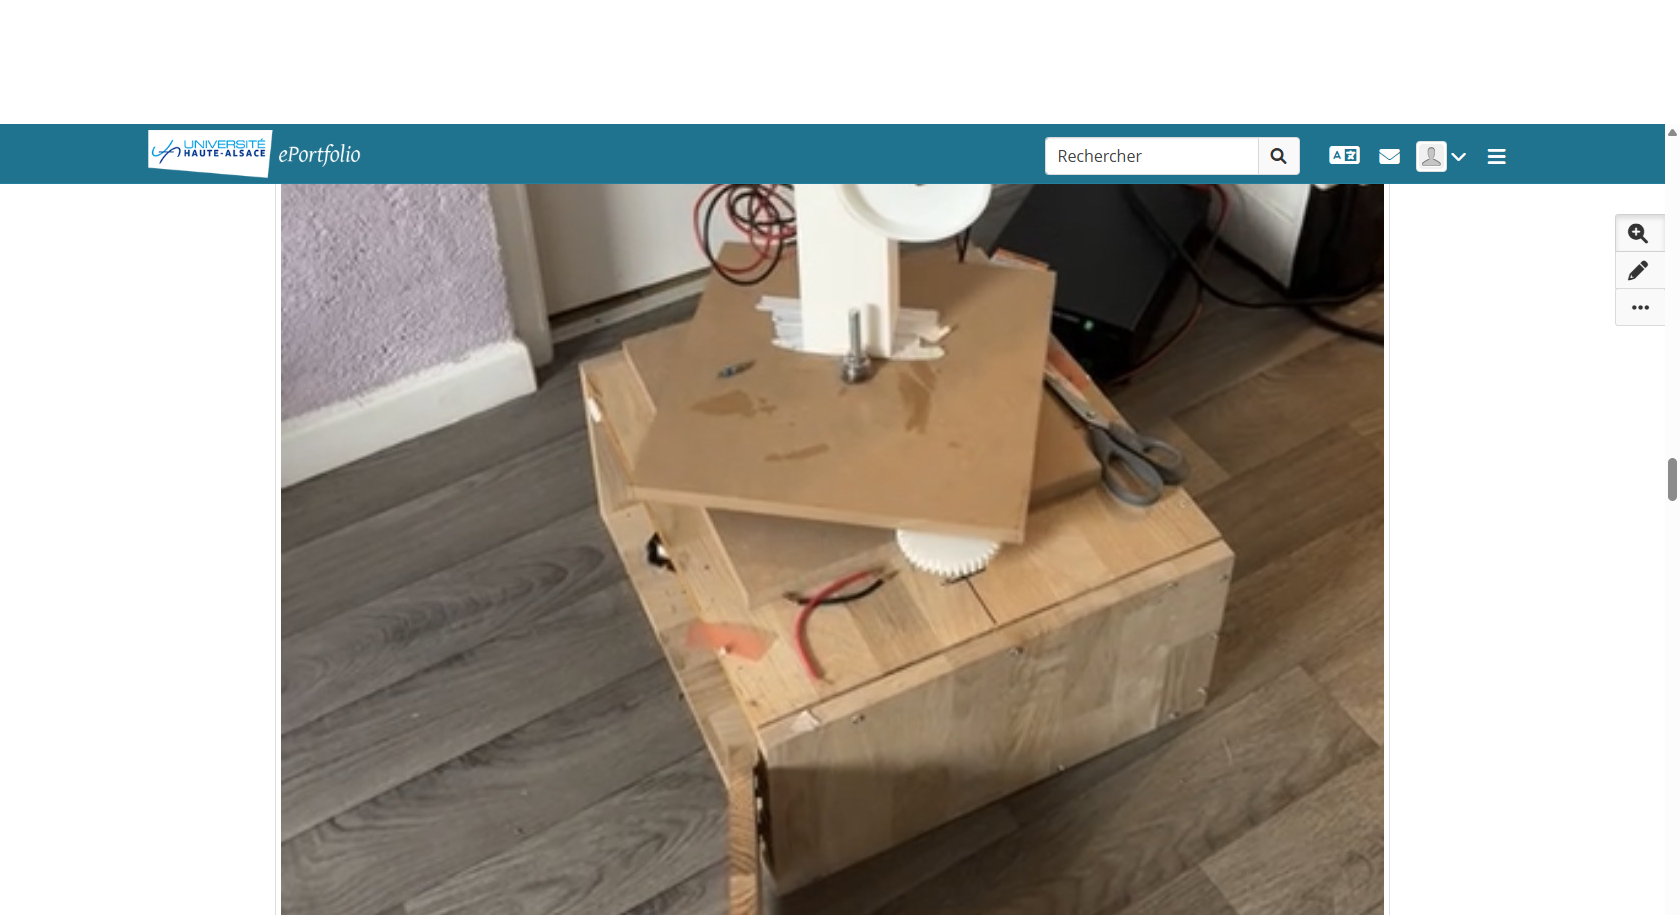 UNIVERSITÉ
HAUTE-ALSACE
ePortfolio
Rechercher
A